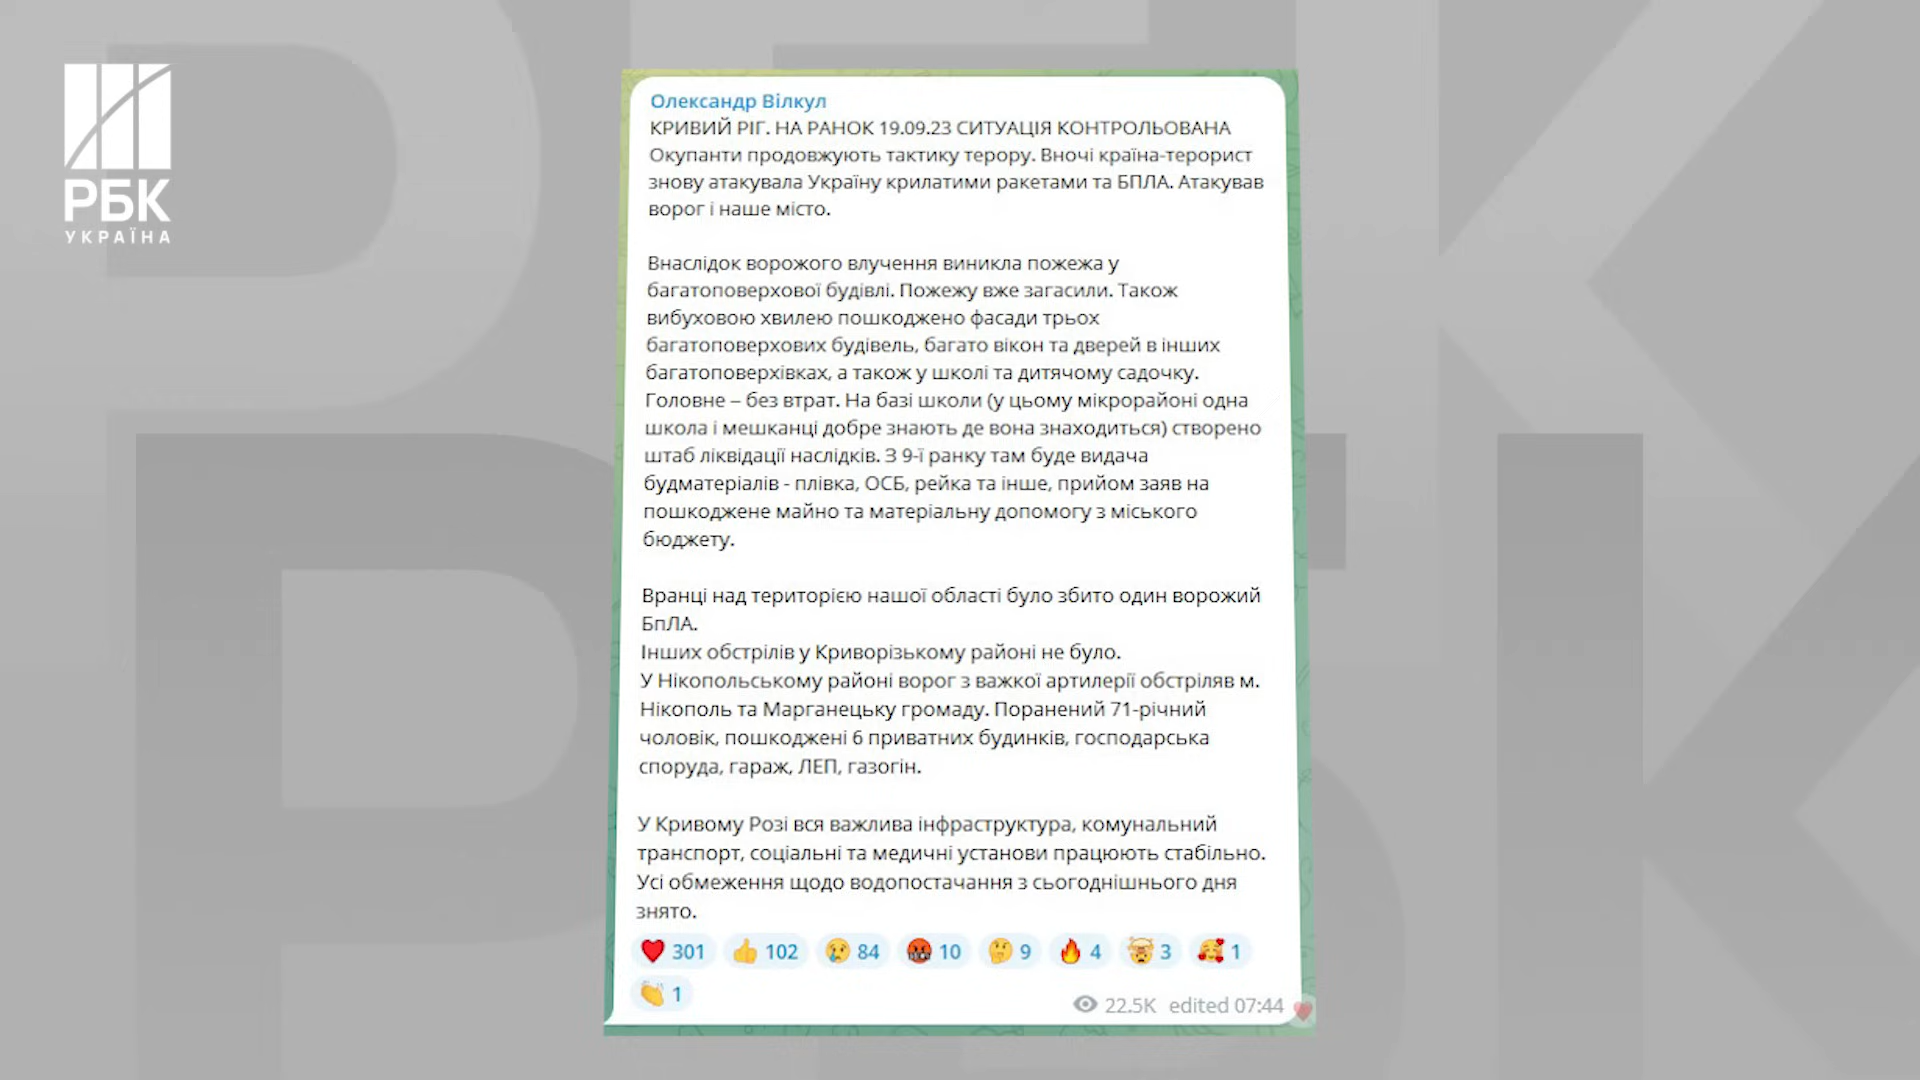 РБК
УКРАЇНА
Олександр Вілкул
КРИВИЙ РІГ. НА РАНОК 19.09.23 СИТУАЦІЯ КОНТРОЛЬОВАНА
Окупанти продовжують тактику терору. Вночі країна-терорист
знову атакувала Україну крилатими ракетами та БПЛА. Атакував
ворог і наше місто.
Внаслідок ворожого влучення виникла пожежа у
багатоповерхової будівлі. Пожежу вже загасили. Також
вибуховою хвилею пошкоджено фасади трьох
багатоповерхових будівель, багато вікон та дверей в інших
багатоповерхівках, а також у школі та дитячому садочку.
Головне – без втрат. На базі школи (у цьому мікрорайоні одна
школа і мешканці добре знають де вона знаходиться) створено
штаб ліквідації наслідків. З 9-ї ранку там буде видача
будматеріалів - плівка, ОСБ, рейка та інше, прийом заяв на
пошкоджене майно та матеріальну допомогу з міського
бюджету.
Вранці над територією нашої області було збито один ворожий
БпЛА.
Інших обстрілів у Криворізькому районі не було.
У Нікопольському районі ворог з важкої артилерії обстріляв м.
Нікополь та Марганецьку громаду. Поранений 71-річний
чоловік, пошкоджені 6 приватних будинків, господарська
споруда, гараж, ЛЕП, газогін.
У Кривому Розі вся важлива інфраструктура, комунальний
транспорт, соціальні та медичні установи працюють стабільно.
Усі обмеження щодо водопостачання з сьогоднішнього дня
знято.
301 102 84 10 9 4 3 1
1
22.5K edited 07:44